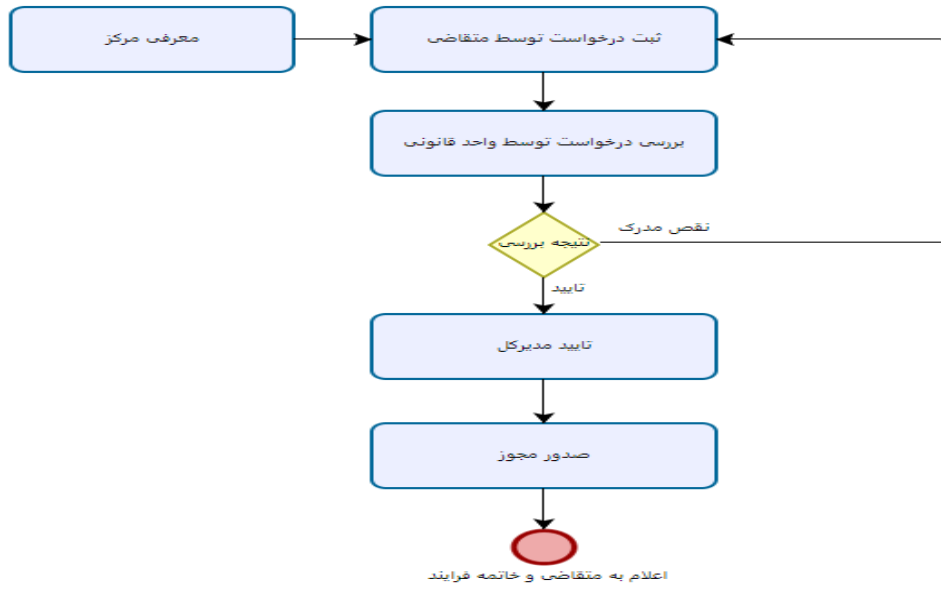 معرفی مرکز
ثبت درخواست توسط متقاضی
بررسی درخواست توسط واحد قانونی
نتیجه بررسی
نقص مدرک
تایید
تایید مدیرکل
صدور مجوز
اعلام به متقاضی و خاتمه فرایند